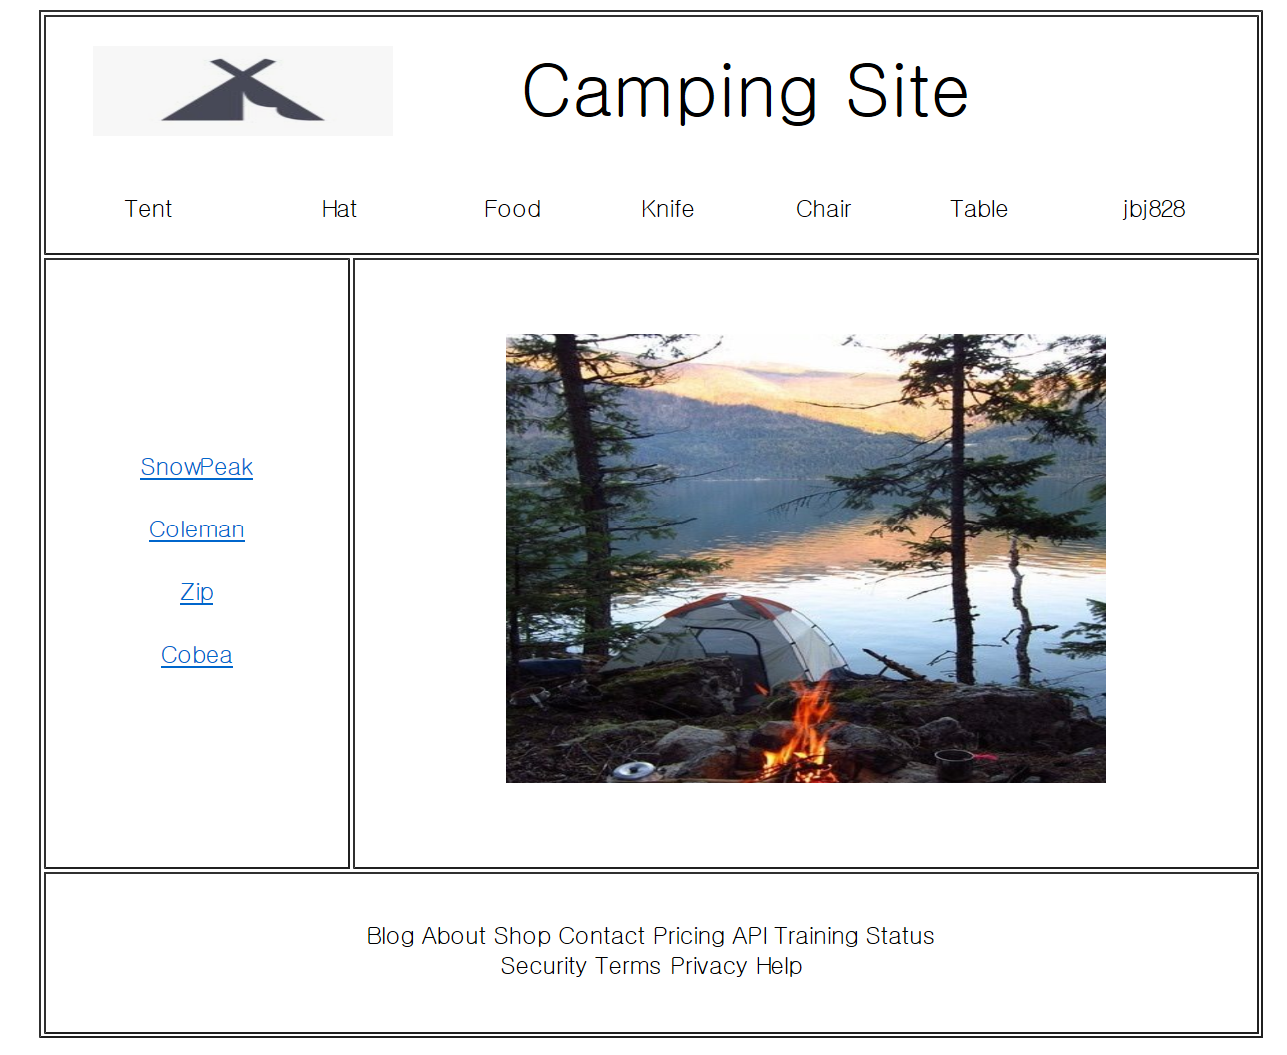 Camping Site
Tent Hat Food Knife Chair Table jbj828
SnowPeak
Coleman
Zip
Cobea
Blog About Shop Contact Pricing API Training Status
Security Terms Privacy Help